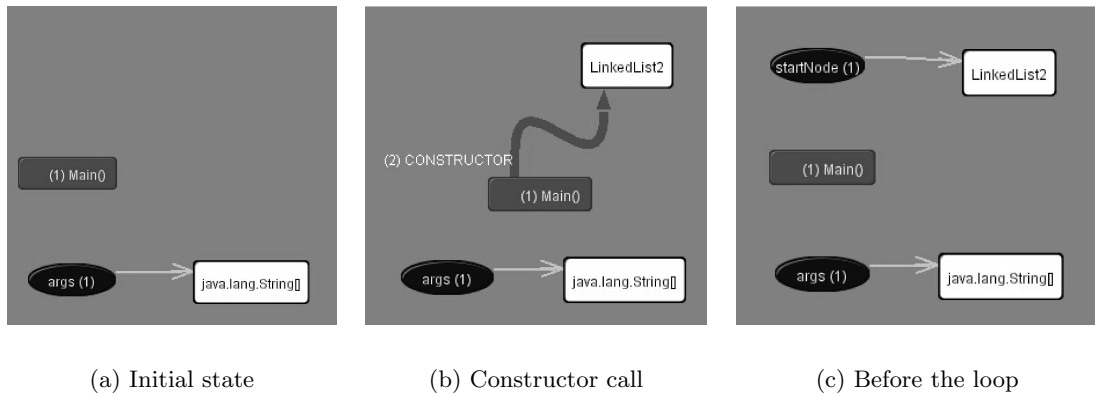 (1) Main()
args (1)
java.lang.String[]
(a) Initial state
LinkedList2
(2) CONSTRUCTOR
(1) Main()
args (1)
java.lang.String[]
(b) Constructor call
startNode (1)
LinkedList2
(1) Main()
args (1)
java.lang.String[]
(c) Before the loop